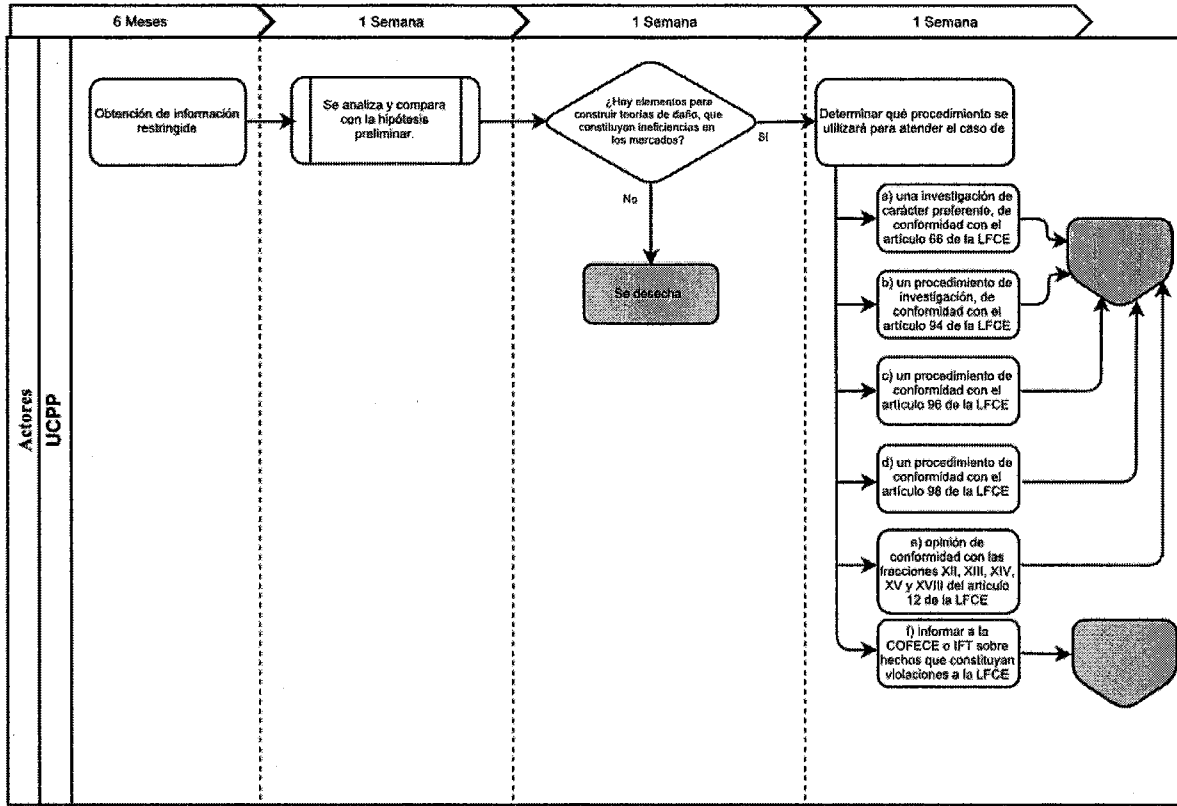 6 Meses
1 Semana
1 Semana
1 Semana
Actores
UCPP
Obtención de información
restringida
Se analiza y compara
con la hipótesis
preliminar.
¿Hay elementos para
construir teorías de daño, que
constituyan ineficiencias en
los mercados?
Sí
No
Se desecha
Determinar qué procedimiento se
utilizará para atender el caso de
a) una investigación de
carácter preferente, de
conformidad con el
artículo 66 de la LFCE
b) un procedimiento de
investigación, de
conformidad con el
artículo 94 de la LFCE
c) un procedimiento de
conformidad con el
artículo 96 de la LFCE
d) un procedimiento de
conformidad con el
artículo 98 de la LFCE
e) opinión de
conformidad con las
fracciones XII, XIII, XIV,
XV y XVIII del artículo
12 de la LFCE
f) informar a la
COFECE o IFT sobre
hechos que constituyan
violaciones a la LFCE